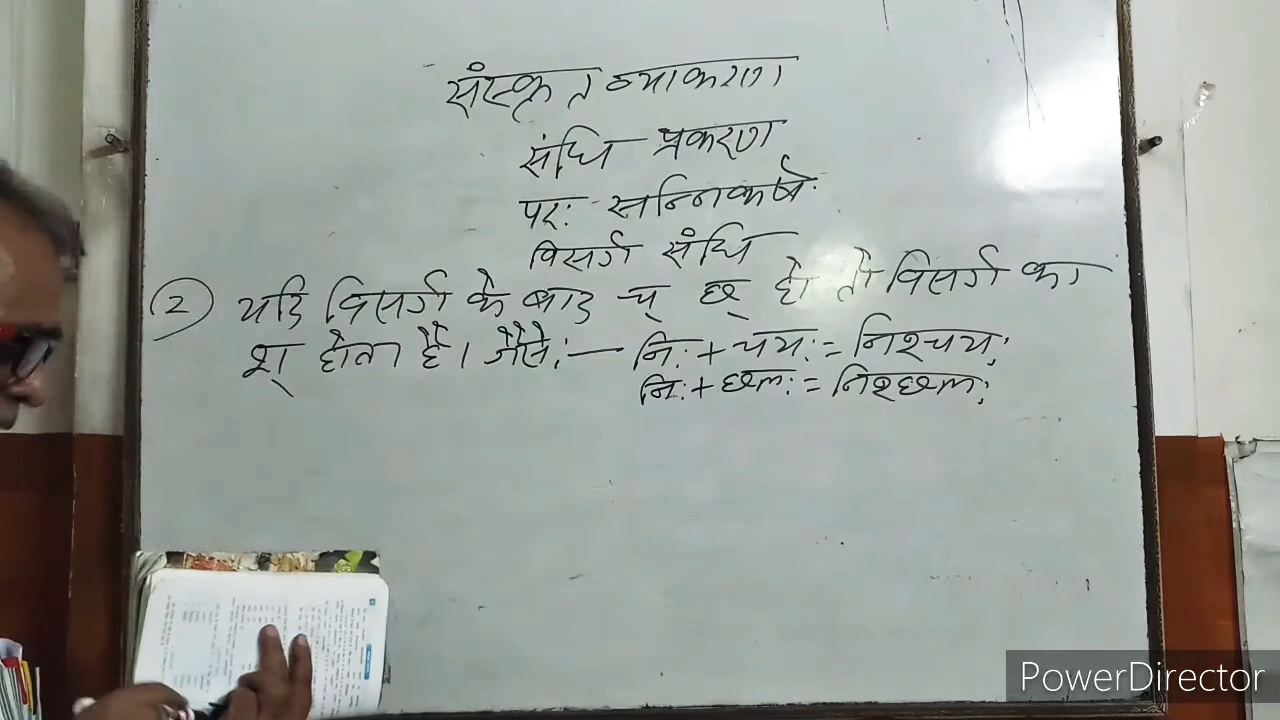 संस्कृत व्याकरण
संधि प्रकरण
परः सन्निकर्षः
विसर्ग संधि
(2) यदि विसर्ग के बाद च् छ् हो तो विसर्ग का
श् होता है। जैसे:— निः + चयः = निश्चयः
निः + छलः = निश्छलः
PowerDirector